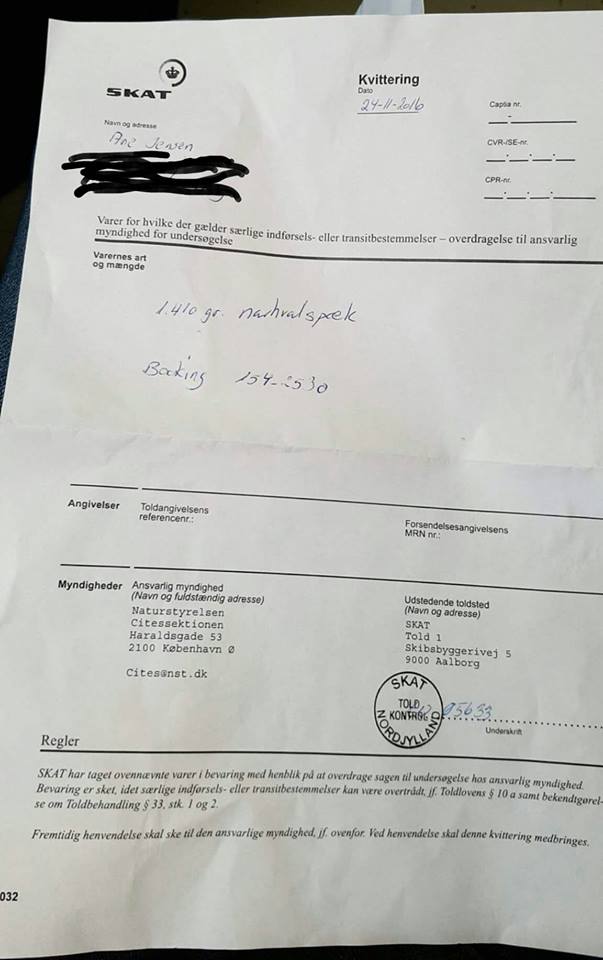 SKAT
Kvittering
Dato
24-11-2016
Captia nr.
-
CVR-/SE-nr.
CPR-nr.
Navn og adresse
Ane Jensen
Varer for hvilke der gælder særlige indførsels- eller transitbestemmelser – overdragelse til ansvarlig
myndighed for undersøgelse
Varernes art
og mængde
1.410 gr. narhvalspæk
Booking 154-2530
Angivelser
Toldangivelsens
referencenr.:
Forsendelsesangivelsens
MRN nr.:
Myndigheder
Ansvarlig myndighed
(Navn og fuldstændig adresse)
Naturstyrelsen
Citessektionen
Haraldsgade 53
2100 København Ø
Cites@nst.dk
Udstedende toldsted
(Navn og adresse)
SKAT
Told 1
Skibsbyggerivej 5
9000 Aalborg
SKAT
TOLD
KONTROL
NORDJYLLAND
95633
Underskrift
Regler
SKAT har taget ovennævnte varer i bevaring med henblik på at overdrage sagen til undersøgelse hos ansvarlig myndighed.
Bevaring er sket, idet særlige indførsels- eller transitbestemmelser kan være overtrådt, jf. Toldlovens § 10 a samt bekendtgørel-
se om Toldbehandling § 33, stk. 1 og 2.
Fremtidig henvendelse skal ske til den ansvarlige myndighed, jf. ovenfor. Ved henvendelse skal denne kvittering medbringes.
032